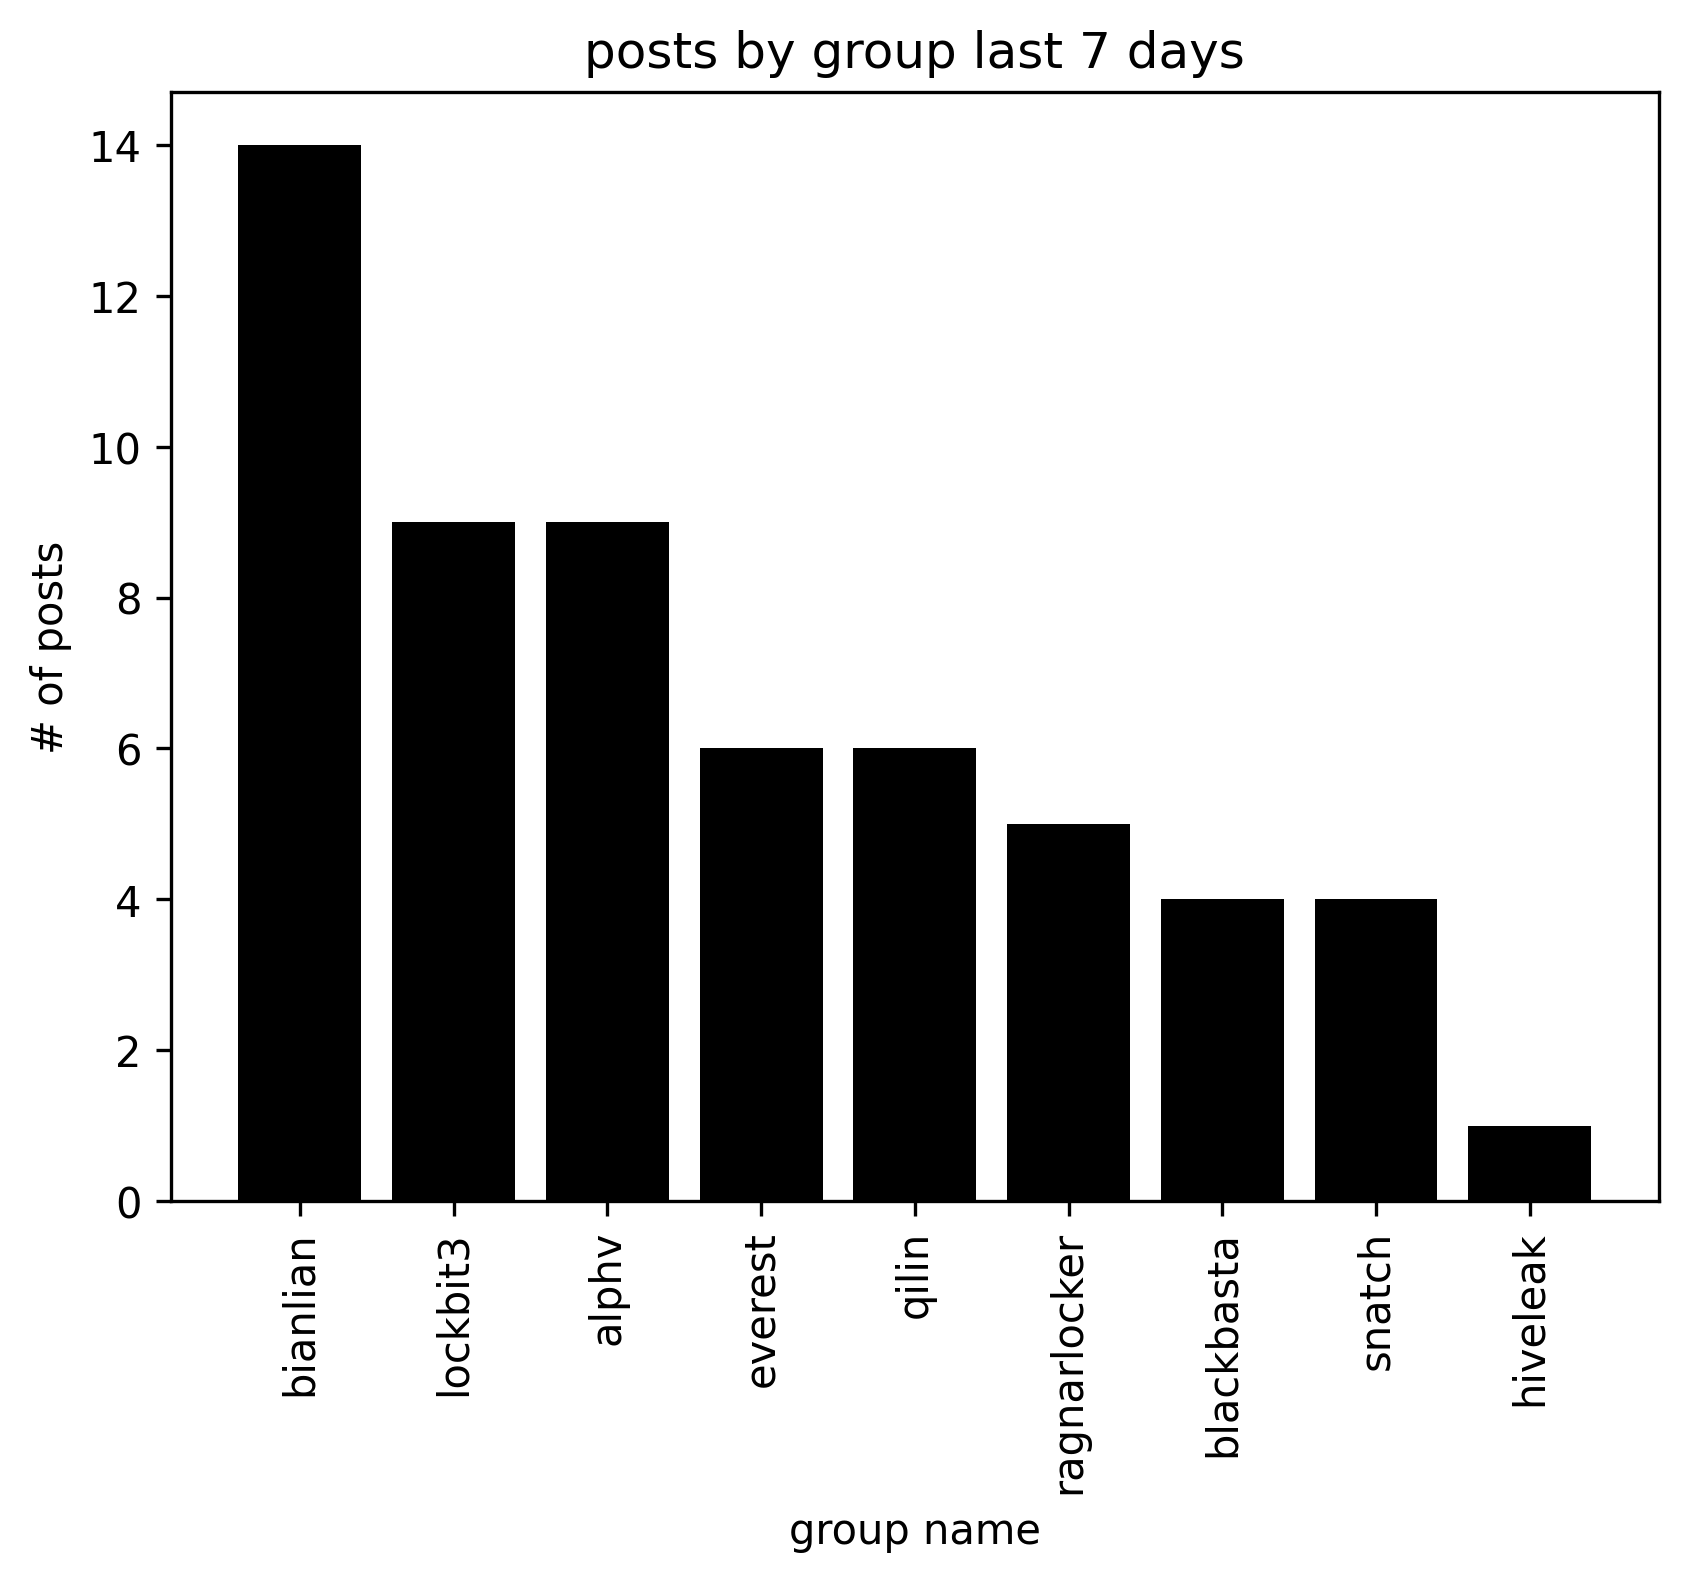 posts by group last 7 days
14
12
10
8
6
4
2
0
# of posts
bianlian
lockbit3
alphv
everest
qilin
ragnarlocker
blackbasta
snatch
hiveleak
group name